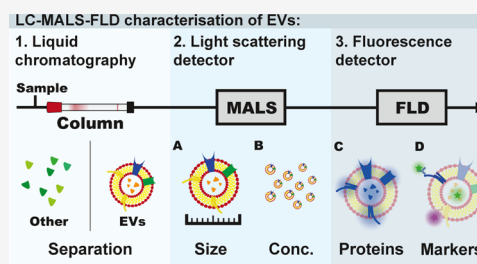 LC-MALS-FLD characterisation of EVs:
1. Liquid
chromatography
2. Light scattering
detector
3. Fluorescence
detector
Sample
Column
MALS
FLD
A
B
C
D
Other
EVs
Separation
Size
Conc.
Proteins
Markers